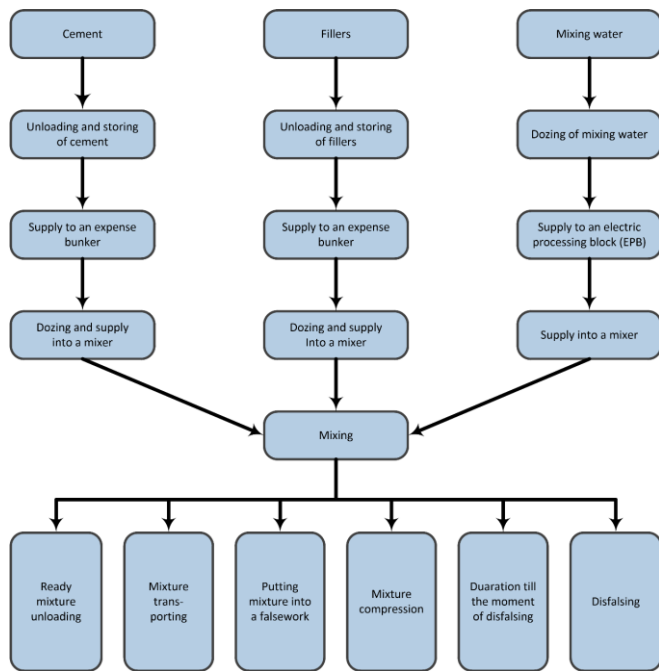 Cement
Fillers
Mixing water
Unloading and storing
of cement
Unloading and storing
of fillers
Dozing of mixing water
Supply to an expense
bunker
Supply to an expense
bunker
Supply to an electric
processing block (EPB)
Dozing and supply
into a mixer
Dozing and supply
Into a mixer
Supply into a mixer
Mixing
Ready
mixture
unloading
Mixture
trans-
porting
Putting
mixture into
a falsework
Mixture
compression
Duaration till
the moment
of disfalsing
Disfalsing